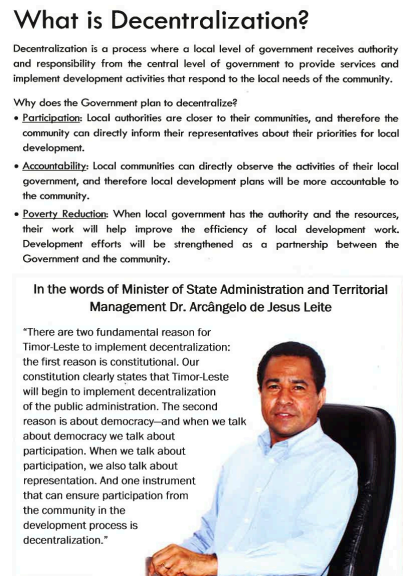 What is Decentralization?
Decentralization is a process where a local level of government receives authority
and responsibility from the central level of government to provide services and
implement development activities that respond to the local needs of the community.
Why does the Government plan to decentralize?
• Participation: Local authorities are closer to their communities, and therefore the
community can directly inform their representatives about their priorities for local
development.
• Accountability: Local communities can directly observe the activities of their local
government, and therefore local development plans will be more accountable to
the community.
• Poverty Reduction: When local government has the authority and the resources,
their work will help improve the efficiency of local development work.
Development efforts will be strengthened as a partnership between the
Government and the community.
In the words of Minister of State Administration and Territorial
Management Dr. Arcângelo de Jesus Leite
“There are two fundamental reason for
Timor-Leste to implement decentralization:
the first reason is constitutional. Our
constitution clearly states that Timor-Leste
will begin to implement decentralization
of the public administration. The second
reason is about democracy—and when we talk
about democracy we talk about
participation. When we talk about
participation, we also talk about
representation. And one instrument
that can ensure participation from
the community in the
development process is
decentralization.”